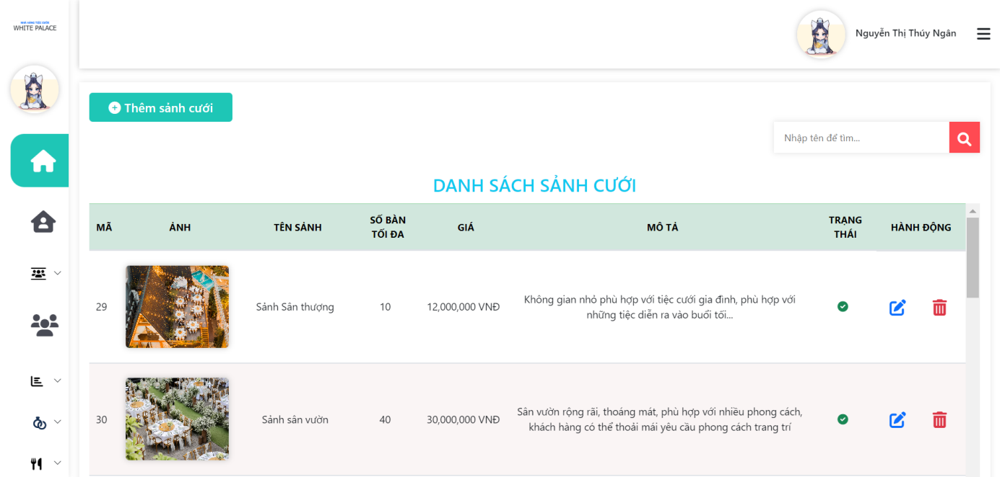 NHÀ HÀNG TIỆC CƯỚI
WHITE PALACE
Nguyễn Thị Thúy Ngân
Thêm sảnh cưới
Nhập tên để tìm...
DANH SÁCH SẢNH CƯỚI
MÃ
ẢNH
TÊN SẢNH
SỐ BÀN
TỐI ĐA
GIÁ
MÔ TẢ
TRẠNG
THÁI
HÀNH ĐỘNG
29
Sảnh Sân thượng
10
12,000,000 VNĐ
Không gian nhỏ phù hợp với tiệc cưới gia đình, phù hợp với
những tiệc diễn ra vào buổi tối...
30
Sảnh sân vườn
40
30,000,000 VNĐ
Sân vườn rộng rãi, thoáng mát, phù hợp với nhiều phong cách,
khách hàng có thể thoải mái yêu cầu phong cách trang trí